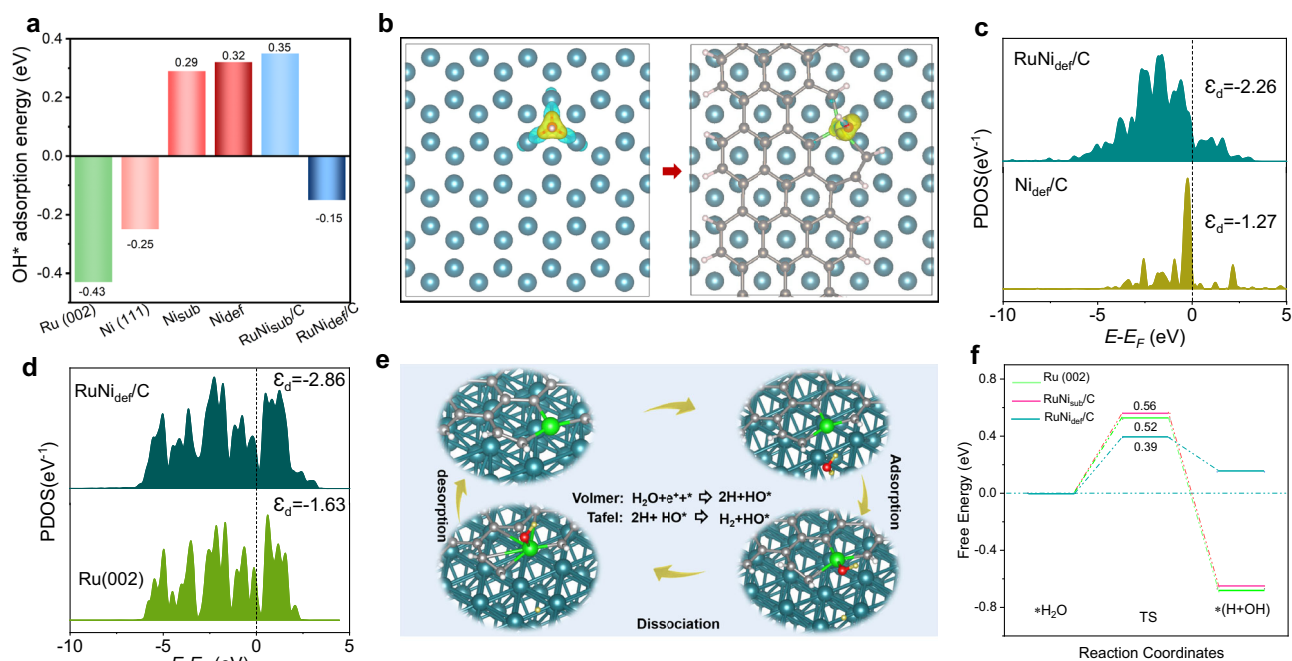 a
OH* adsorption energy (eV)
0.4
0.2
0.0
-0.2
0.4
-0.43
-0.25
0.29
0.32
0.35
-0.15
Ru (002)
Ni (111)
Nisub
Nidef
RuNisub/C
RuNidef/C
b
c
RuNidef/C
εd=-2.26
Nidef/C
εd=-1.27
PDOS(eV-1)
-10
-5
0
5
E-EF (eV)
d
RuNidef/C
εd=-2.86
εd=-1.63
Ru(002)
PDOS(eV-1)
-10
-5
0
5
e
Adsorption
desorption
Volmer: H2O+e*+* ⇨ 2H+HO*
Tafel: 2H+ HO* ⇨ H2+HO*
Dissociation
f
Ru (002)
RuNisub/C
RuNidef/C
0.56
0.52
0.39
Free Energy (eV)
0.8
0.4
0.0
-0.4
-0.8
*H2O
TS
*(H+OH)
Reaction Coordinates